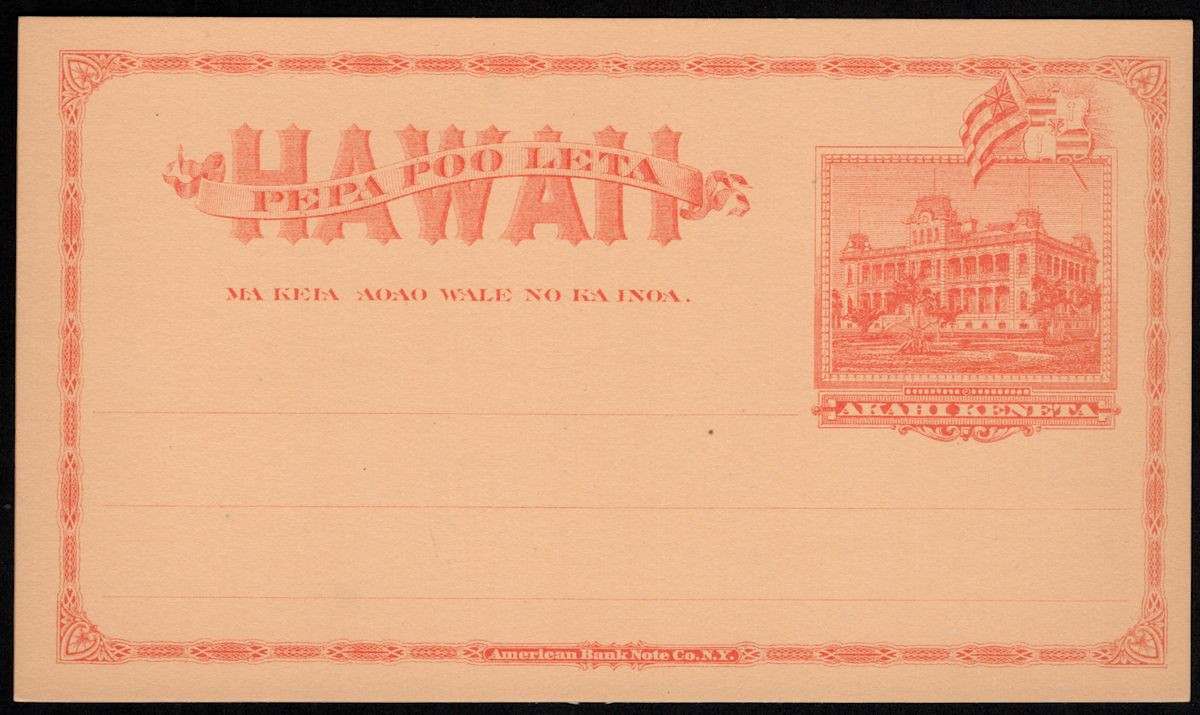 HAWAII
PEPA POO LETA
MA KEIA AOAO WALE NO KA INOA.
AKAHI KENETA
American Bank Note Co. N.Y.